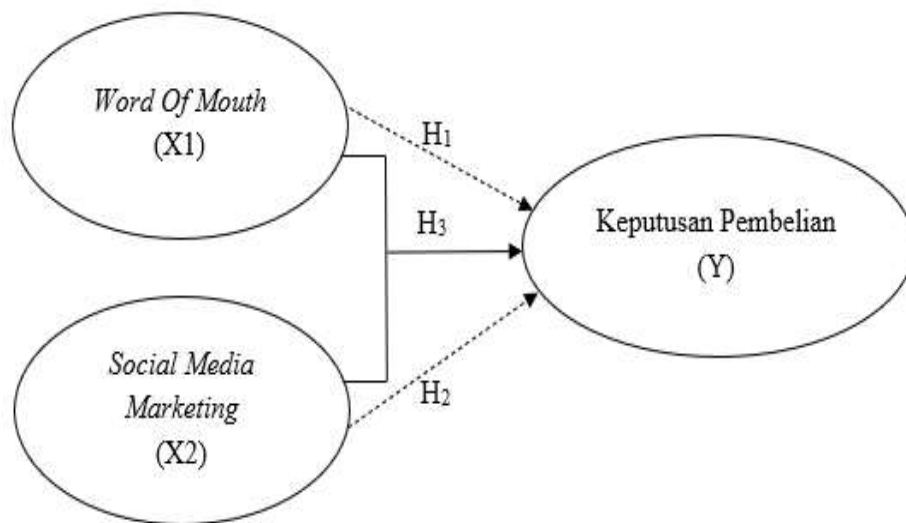 Word Of Mouth
(X1)
H1
Keputusan Pembelian
(Y)
H3
Social Media
Marketing
(X2)
H2